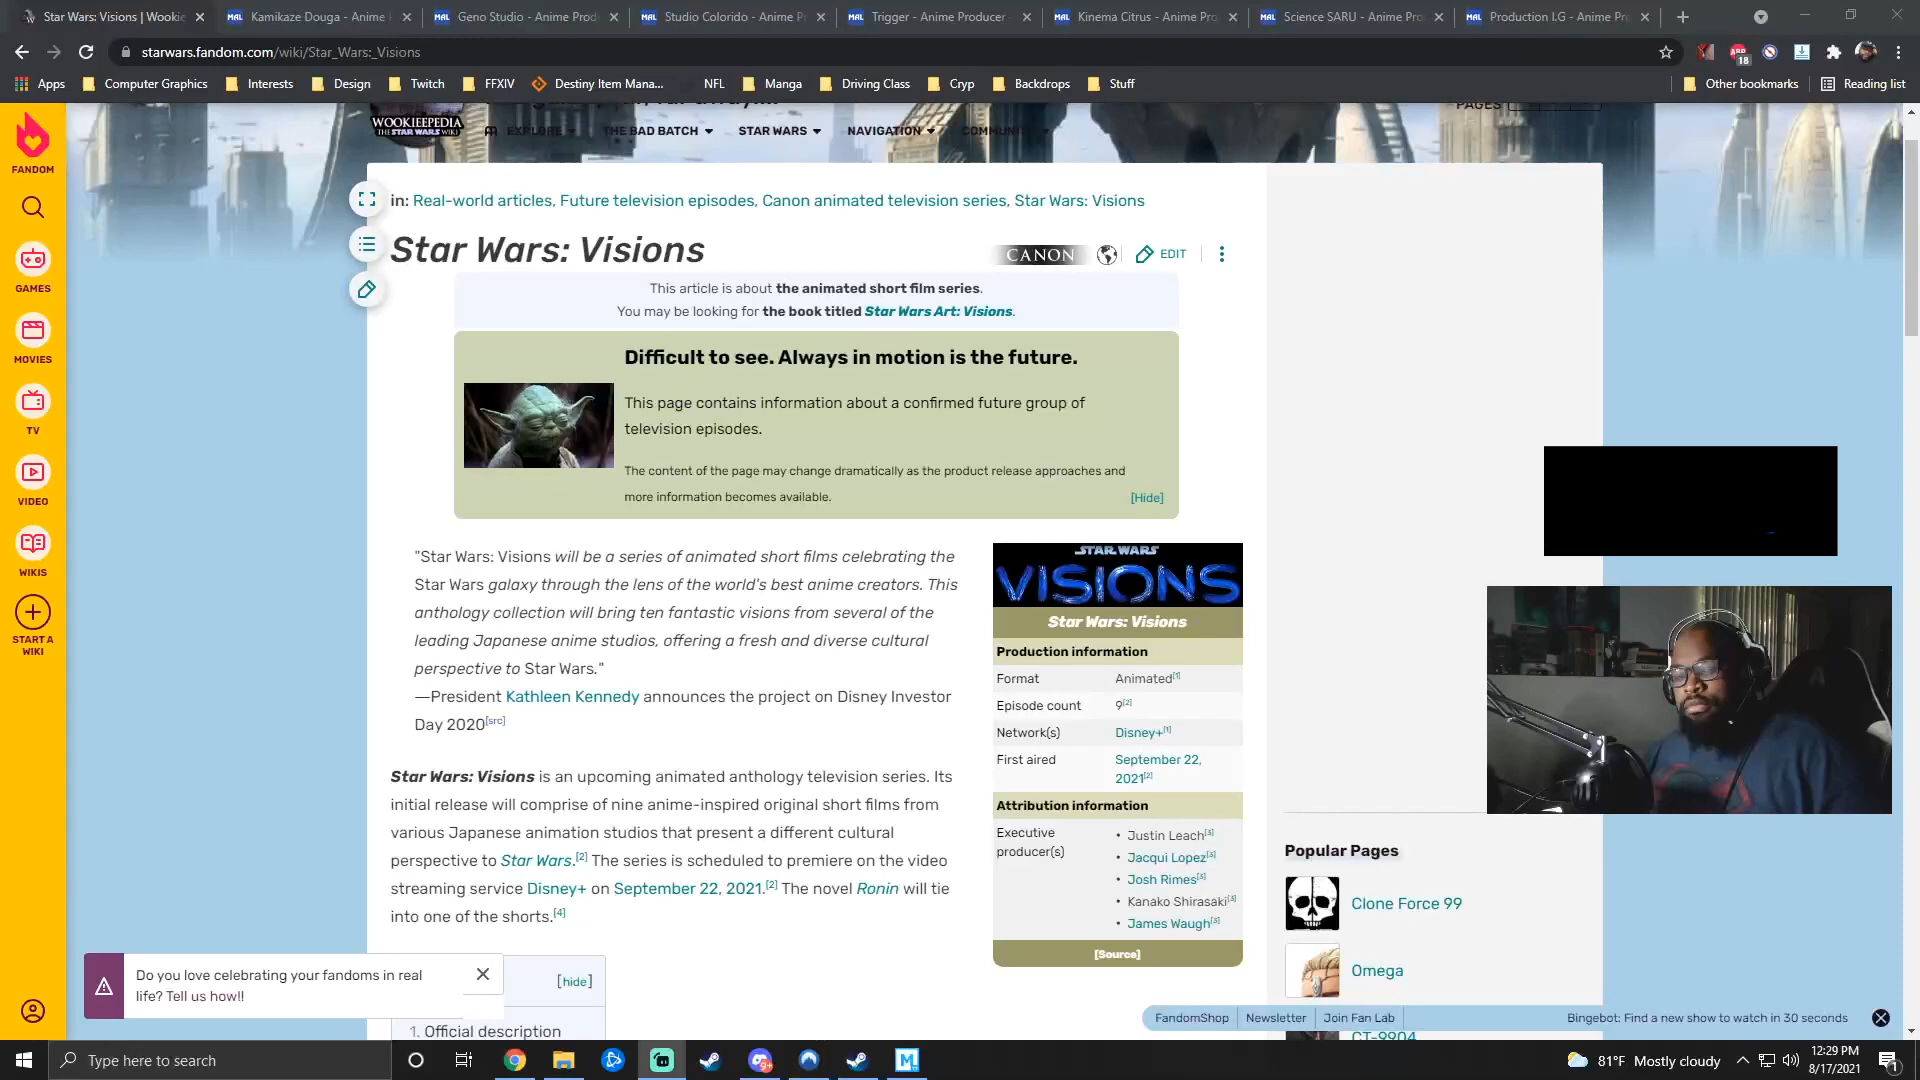 Star Wars: Visions | Wookie
Kamikaze Douga - Anime
Geno Studio - Anime Prod
Studio Colorido - Anime P
Trigger - Anime Producer -
Kinema Citrus - Anime Pro
Science SARU - Anime Pro
Production I.G - Anime Pr
starwars.fandom.com/wiki/Star_Wars:_Visions
18
Apps
Computer Graphics
Interests
Design
Twitch
FFXIV
Destiny Item Mana...
NFL
Manga
Driving Class
Cryp
Backdrops
Stuff
Other bookmarks
Reading list
FANDOM
GAMES
MOVIES
TV
VIDEO
WIKIS
START A
WIKI
PAGES
WOOKIEEPEDIA
THE STAR WARS WIKI
EXPLORE
THE BAD BATCH
STAR WARS
NAVIGATION
in: Real-world articles, Future television episodes, Canon animated television series, Star Wars: Visions
Star Wars: Visions
CANON
EDIT
This article is about the animated short film series.
You may be looking for the book titled Star Wars Art: Visions.
Difficult to see. Always in motion is the future.
This page contains information about a confirmed future group of
television episodes.
The content of the page may change dramatically as the product release approaches and
more information becomes available.
[Hide]
"Star Wars: Visions will be a series of animated short films celebrating the
Star Wars galaxy through the lens of the world's best anime creators. This
anthology collection will bring ten fantastic visions from several of the
leading Japanese anime studios, offering a fresh and diverse cultural
perspective to Star Wars."
—President Kathleen Kennedy announces the project on Disney Investor
Day 2020[src]
Star Wars: Visions is an upcoming animated anthology television series. Its
initial release will comprise of nine anime-inspired original short films from
various Japanese animation studios that present a different cultural
perspective to Star Wars.[2] The series is scheduled to premiere on the video
streaming service Disney+ on September 22, 2021.[2] The novel Ronin will tie
into one of the shorts.[4]
[hide]
1. Official description
STAR WARS
VISIONS
Star Wars: Visions
Production information
Format Animated[1]
Episode count 9[2]
Network(s) Disney+[1]
First aired September 22,
2021[2]
Attribution information
Executive
producer(s)
• Justin Leach[3]
• Jacqui Lopez[3]
• Josh Rimes[3]
• Kanako Shirasaki[3]
• James Waugh[3]
[Source]
Popular Pages
Clone Force 99
Omega
CT-9904
Do you love celebrating your fandoms in real
life? Tell us how!!
FandomShop
Newsletter
Join Fan Lab
Bingebot: Find a new show to watch in 30 seconds
Type here to search
81°F Mostly cloudy
12:29 PM
8/17/2021